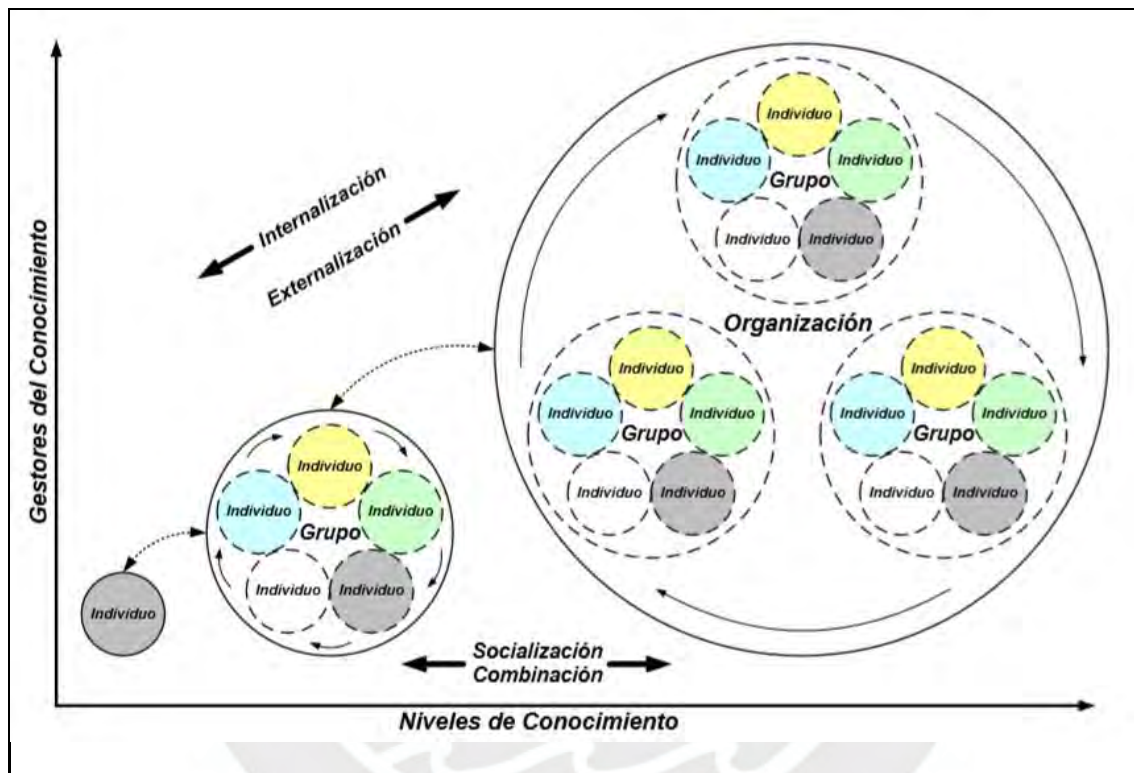 Gestores del Conocimiento
Internalización
Externalización
Individuo
Individuo
Individuo
Grupo
Individuo
Individuo
Organización
Individuo
Individuo
Individuo
Grupo
Individuo
Individuo
Individuo
Individuo
Individuo
Grupo
Individuo
Individuo
Individuo
Individuo
Individuo
Grupo
Individuo
Individuo
Individuo
Socialización
Combinación
Niveles de Conocimiento